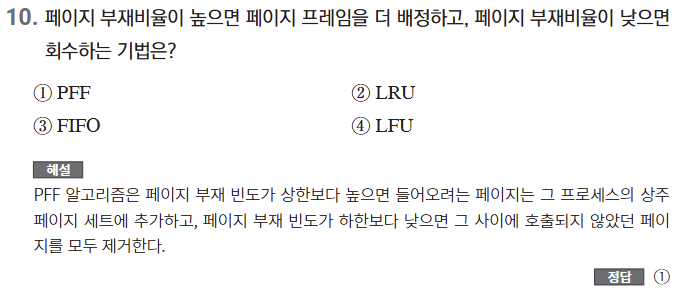 10. 페이지 부재비율이 높으면 페이지 프레임을 더 배정하고, 페이지 부재비율이 낮으면
회수하는 기법은?
① PFF ② LRU
③ FIFO ④ LFU
해설
PFF 알고리즘은 페이지 부재 빈도가 상한보다 높으면 들어오려는 페이지는 그 프로세스의 상주
페이지 세트에 추가하고, 페이지 부재 빈도가 하한보다 낮으면 그 사이에 호출되지 않았던 페이
지를 모두 제거한다.
정답 ①